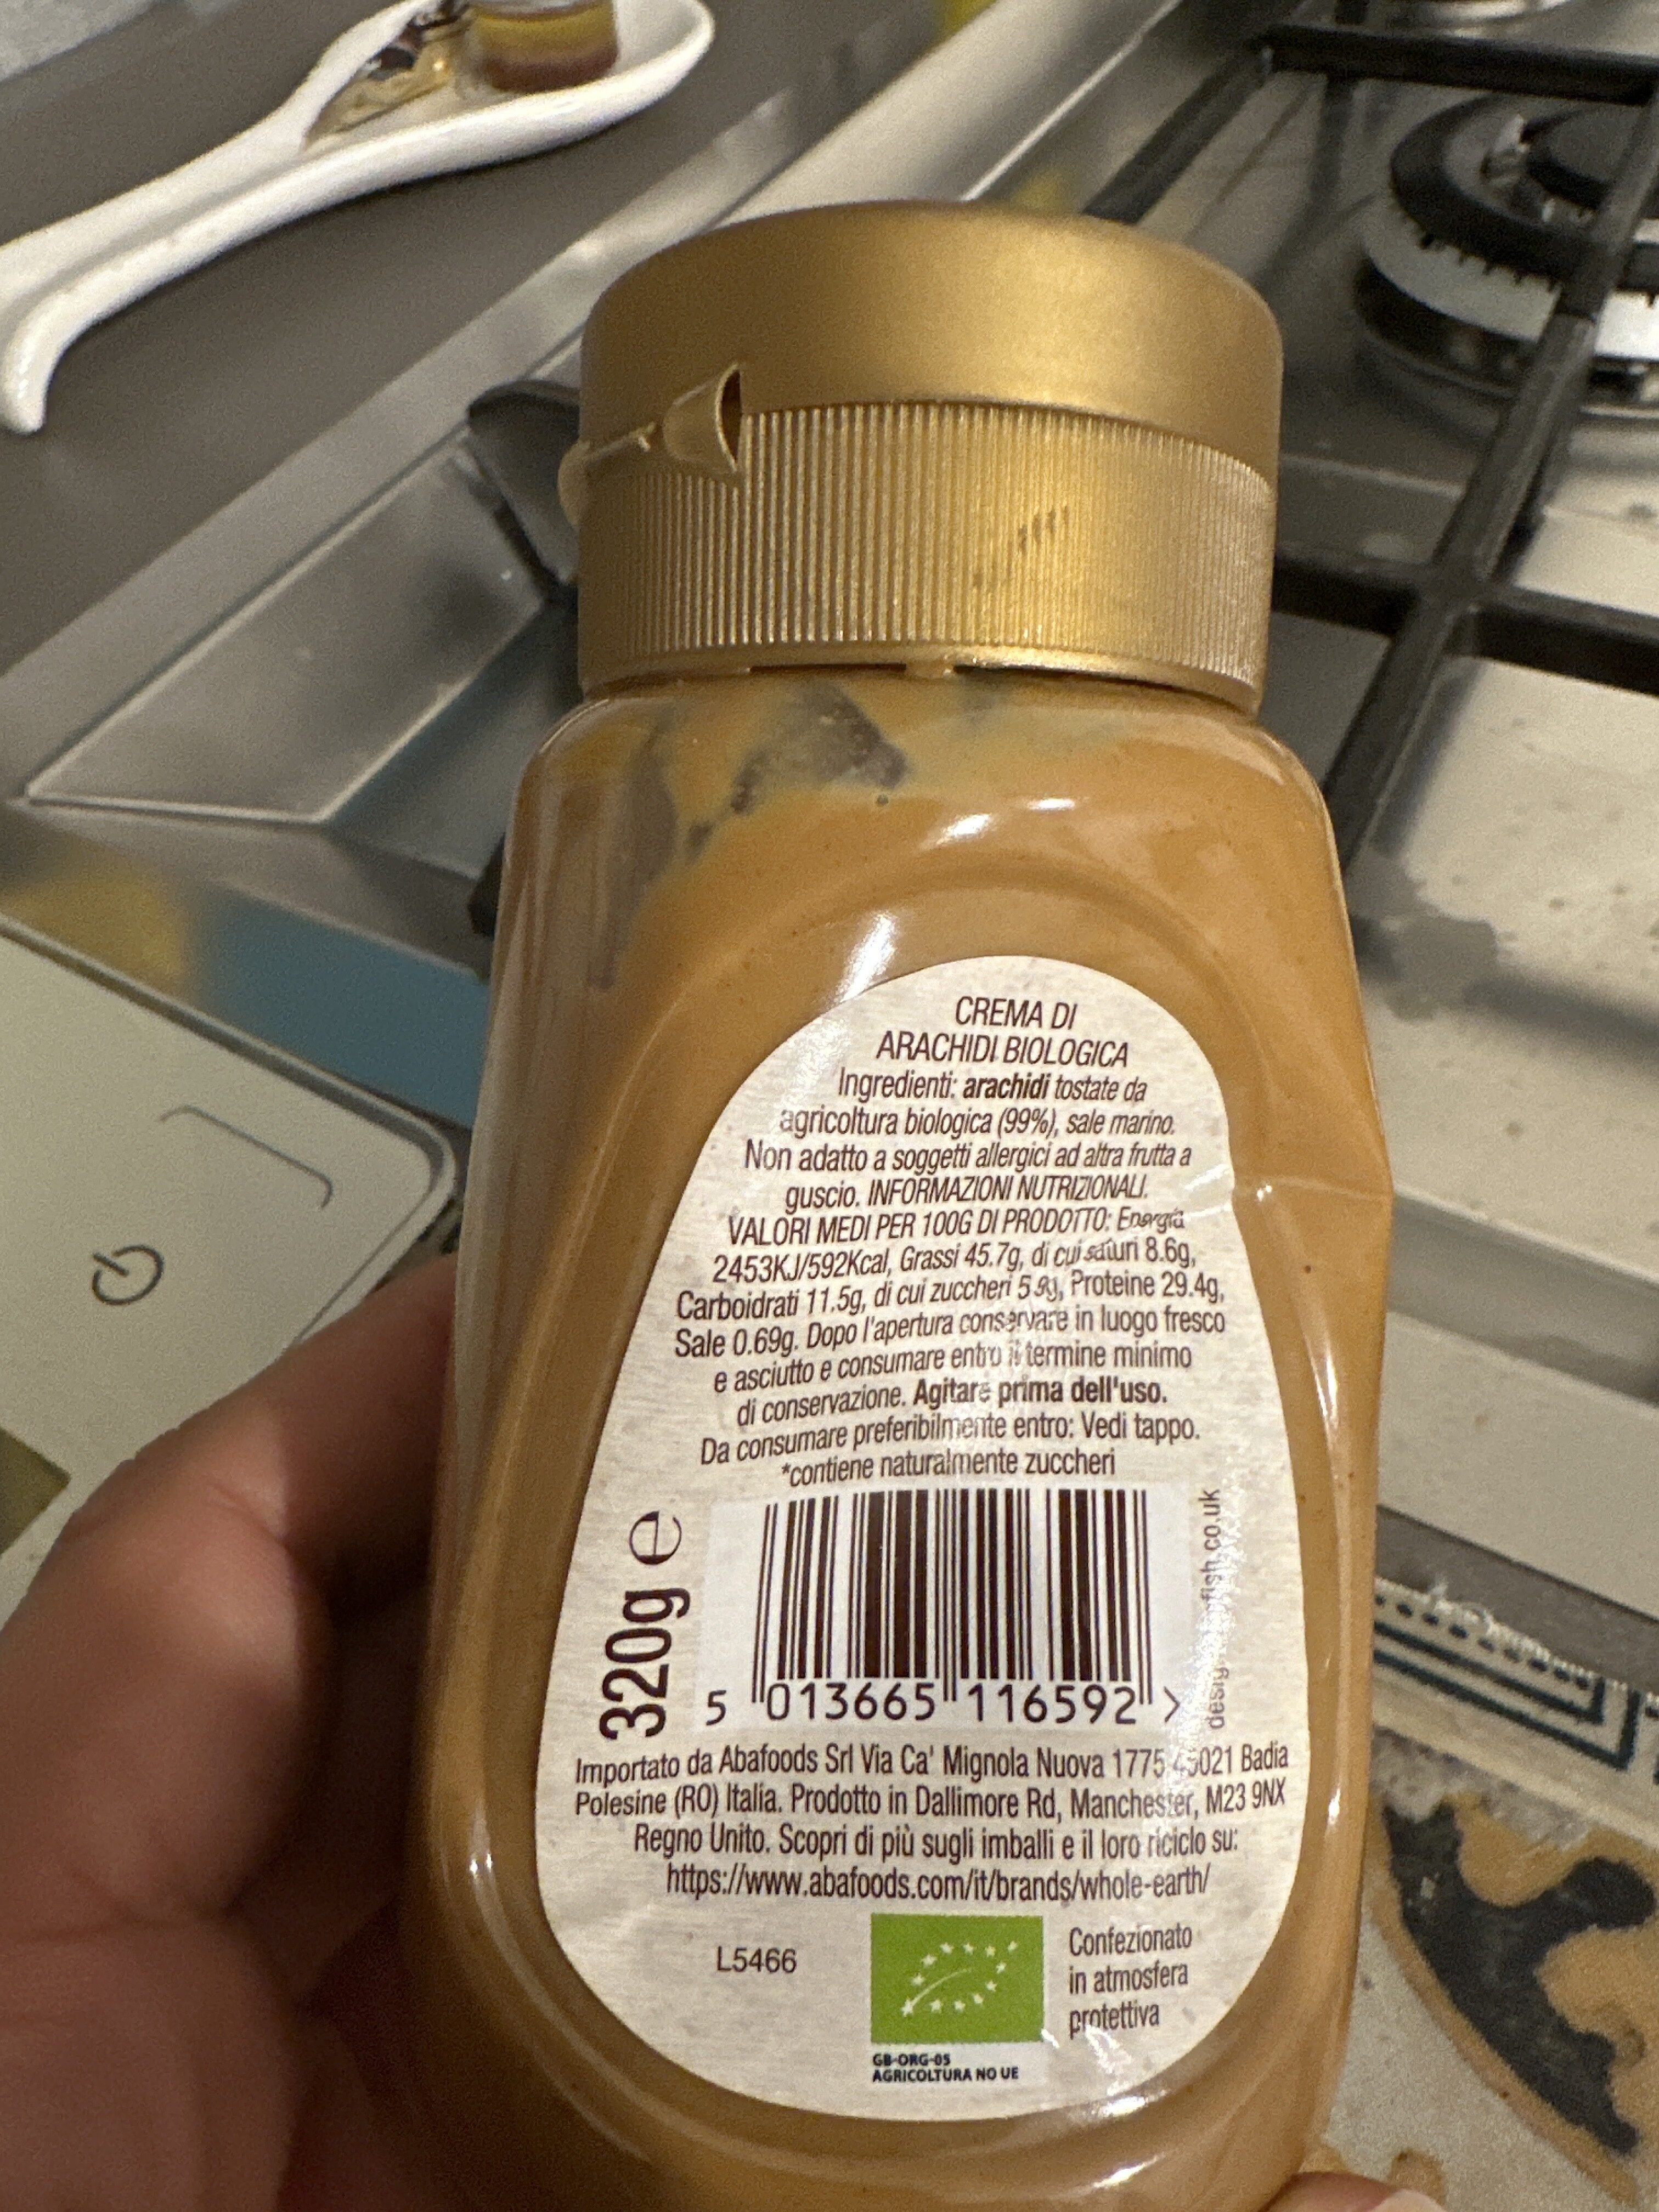 CREMA DI
ARACHIDI BIOLOGICA
Ingredienti: arachidi tostate da
agricoltura biologica (99%), sale marino.
Non adatto a soggetti allergici ad altra frutta a
guscio. INFORMAZIONI NUTRIZIONALI.
VALORI MEDI PER 100G DI PRODOTTO: Energia
2453KJ/592Kcal, Grassi 45.7g, di cui saturi 8.6g,
Carboidrati 11.5g, di cui zuccheri Proteine 29.4g,
Sale 0.69g. Dopo l'apertura conservare in luogo fresco
e asciutto e consumare entro il termine minimo
di conservazione. Agitare prima dell'uso.
Da consumare preferibilmente entro: Vedi tappo.
*contiene naturalmente zuccheri
320g e
5 013665 116592 >
Importato da Abafoods Srl Via Ca' Mignola Nuova 1775 45021 Badia
Polesine (RO) Italia. Prodotto in Dallimore Rd, Manchester, M23 9NX
Regno Unito. Scopri di più sugli imballi e il loro riciclo su:
https://www.abafoods.com/it/brands/whole-earth/
L5466
Confezionato
in atmosfera
protettiva
GB-ORG-05
AGRICOLTURA NO UE